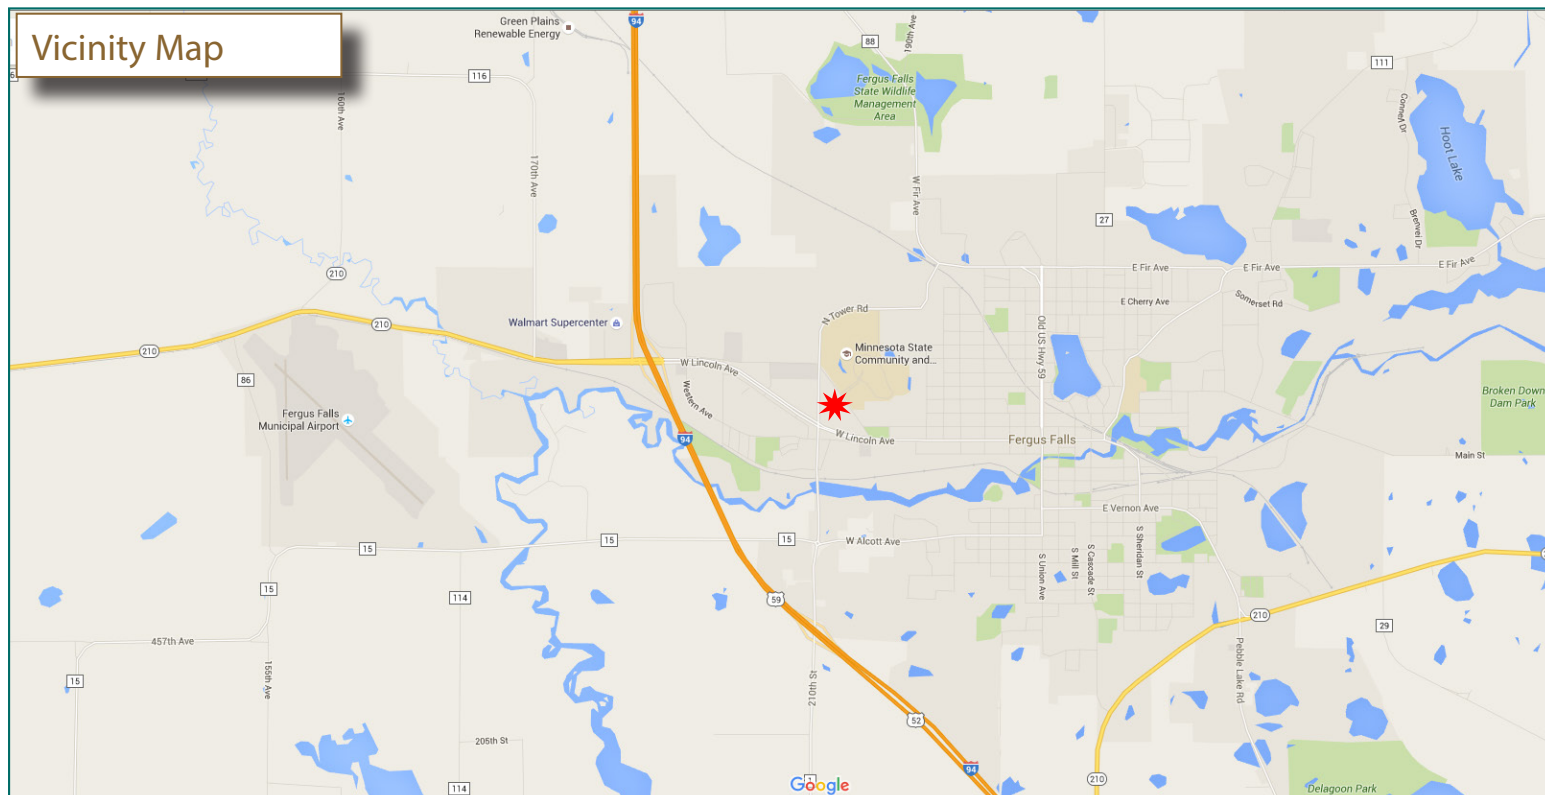 Vicinity Map
Green Plains
Renewable Energy
94
88
190th Ave
111
116
160th Ave
Fergus Falls
State Wildlife
Management
Area
Connell Dr
Hoot Lake
170th Ave
W Fir Ave
27
Brenvei Dr
210
E Fir Ave
E Fir Ave
E Fir Ave
E Cherry Ave
Somerset Rd
N Tower Rd
210
Walmart Supercenter
Old US Hwy 59
210
Minnesota State
Community and...
W Lincoln Ave
86
Western Ave
Broken Down
Dam Park
Fergus Falls
Municipal Airport
94
W Lincoln Ave
Fergus Falls
Main St
E Vernon Ave
15
15
15
W Alcott Ave
S Union Ave
S Mill St
S Cascade St
S Sheridan St
15
114
59
210
29
457th Ave
155th Ave
15
210th St
Pebble Lake Rd
52
205th St
94
210
114
1
Google
Delagoon Park